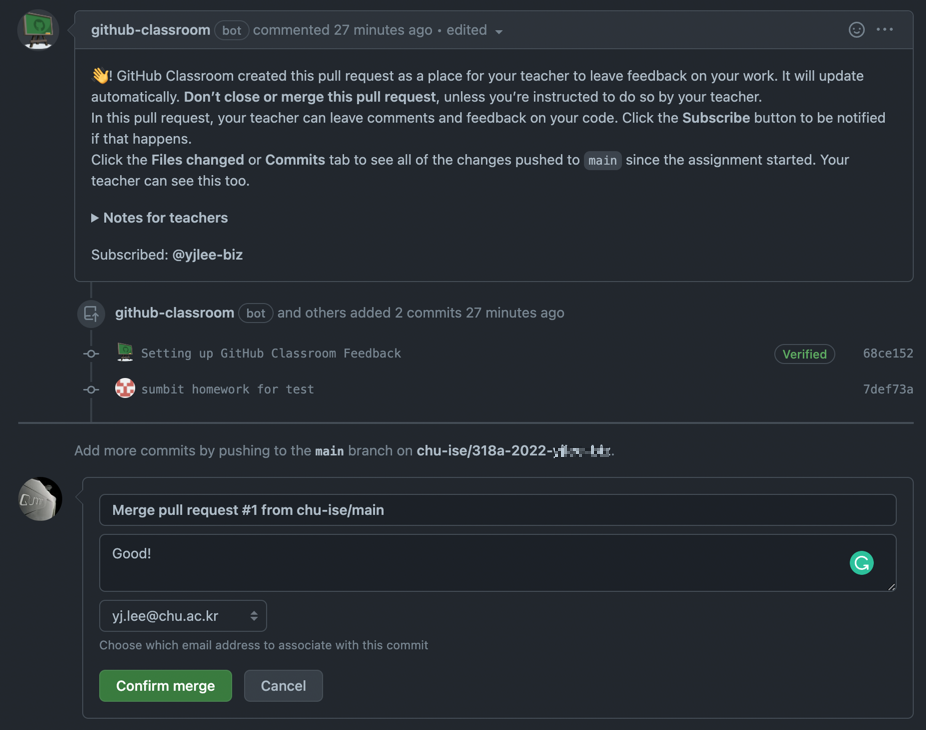 github-classroom bot commented 27 minutes ago • edited
👋! GitHub Classroom created this pull request as a place for your teacher to leave feedback on your work. It will update
automatically. Don’t close or merge this pull request, unless you’re instructed to do so by your teacher.
In this pull request, your teacher can leave comments and feedback on your code. Click the Subscribe button to be notified
if that happens.
Click the Files changed or Commits tab to see all of the changes pushed to main since the assignment started. Your
teacher can see this too.
Notes for teachers
Subscribed: @yjlee-biz
github-classroom bot and others added 2 commits 27 minutes ago
Setting up GitHub Classroom Feedback Verified 68ce152
sumbit homework for test 7def73a
Add more commits by pushing to the main branch on chu-ise/318a-2022-
Merge pull request #1 from chu-ise/main
Good!
yj.lee@chu.ac.kr
Choose which email address to associate with this commit
Confirm merge Cancel